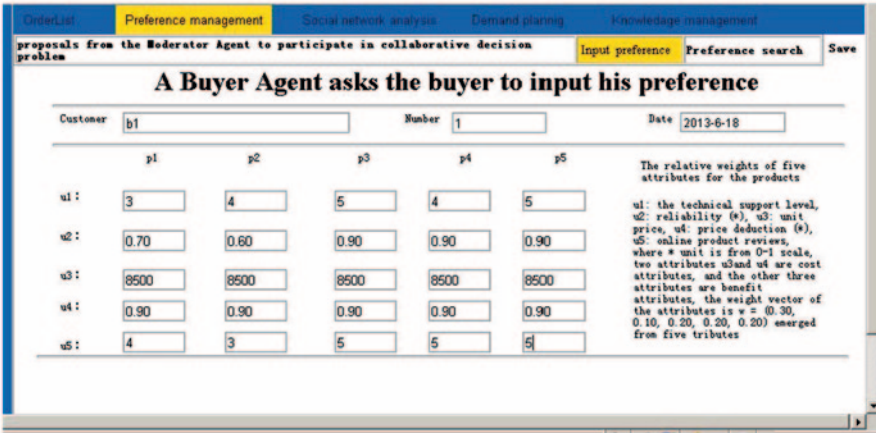 OrderList Preference management Social network analysis Demand plannig Knowledage management
proposals from the Moderator Agent to participate in collaborative decision
problem
Input preference Preference search Save
A Buyer Agent asks the buyer to input his preference
Customer b1 Number 1 Date 2013-6-18
p1 p2 p3 p4 p5
u1: 3 4 5 4 5
u2: 0.70 0.60 0.90 0.90 0.90
u3: 8500 8500 8500 8500 8500
u4: 0.90 0.90 0.90 0.90 0.90
u5: 4 3 5 5 5
The relative weights of five
attributes for the products
u1: the technical support level,
u2: reliability (*), u3: unit
price, u4: price deduction (*),
u5: online product reviews,
where * unit is from 0-1 scale,
two attributes u3and u4 are cost
attributes, and the other three
attributes are benefit
attributes, the weight vector of
the attributes is w = (0.30,
0.10, 0.20, 0.20, 0.20) emerged
from five tributes